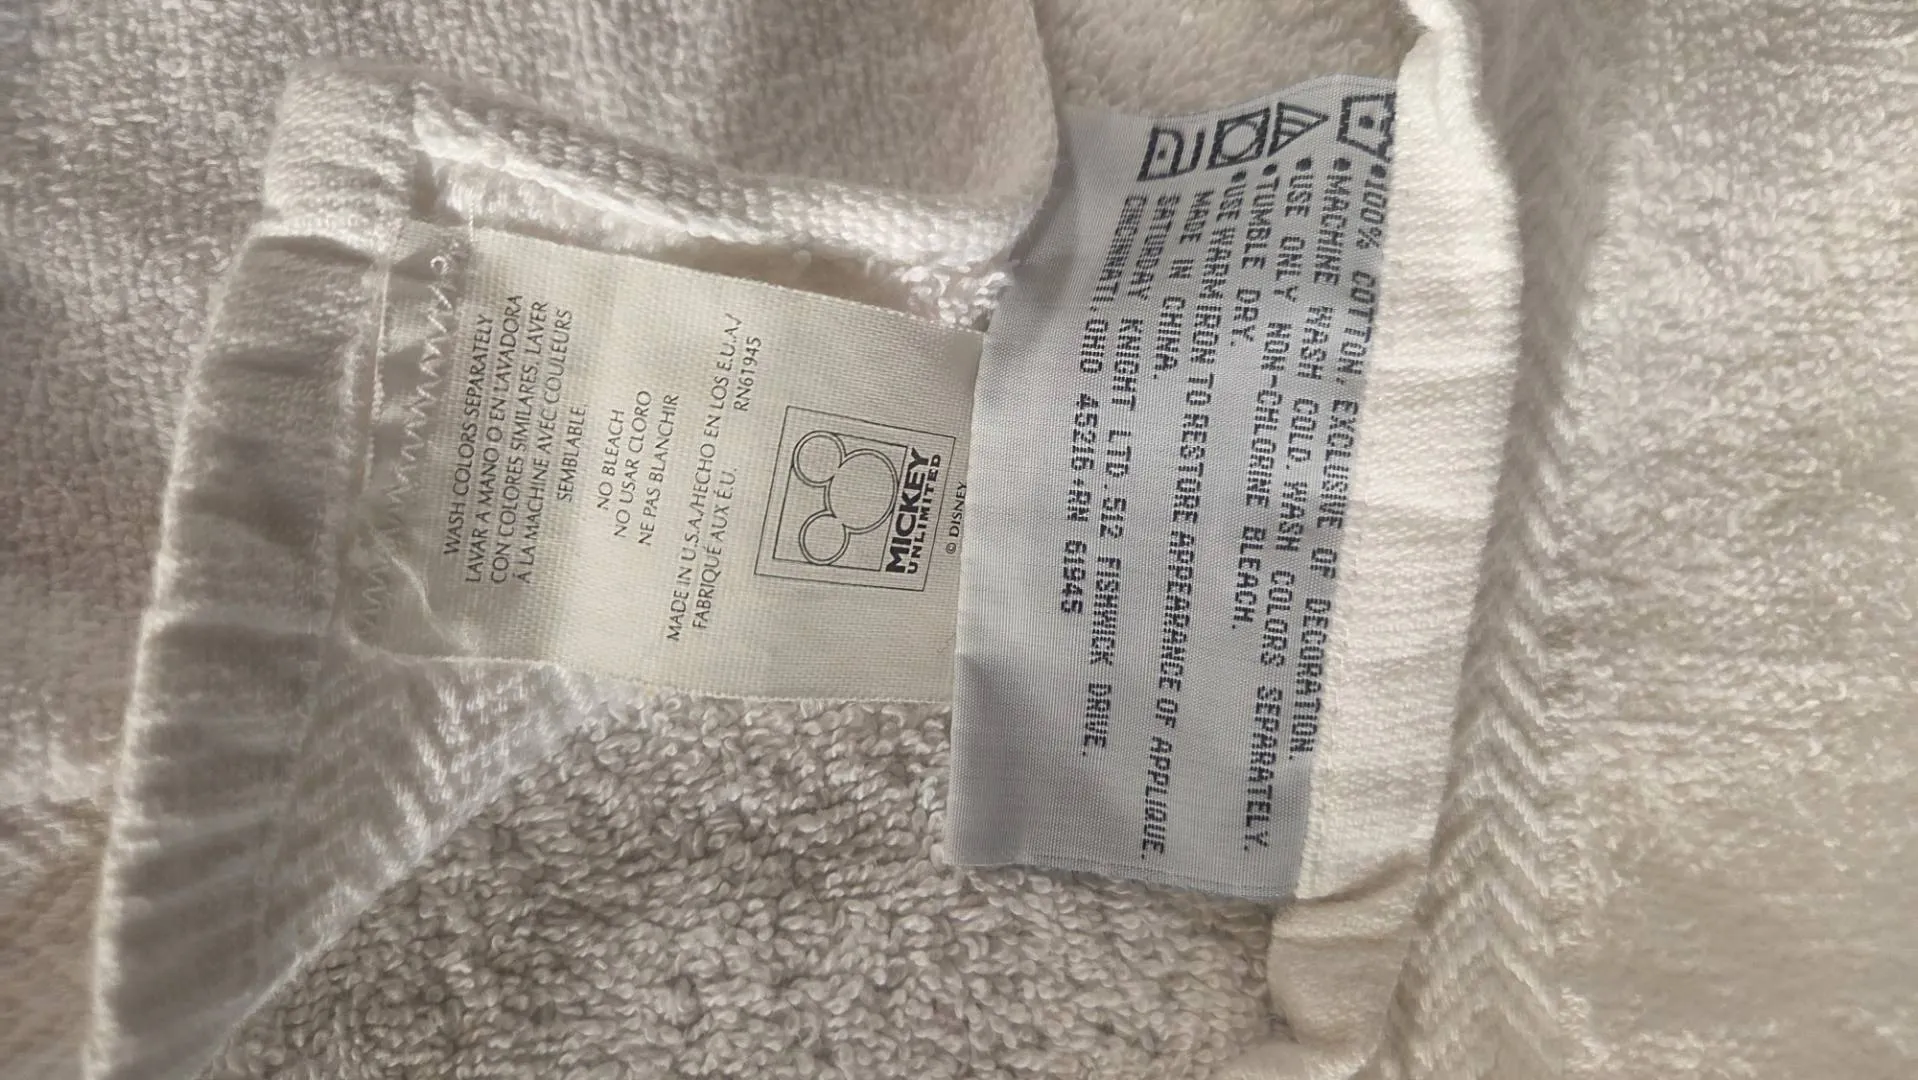 WASH COLORS SEPARATELY
LAVAR A MANO O EN LAVADORA
CON COLORES SIMILARES, LAVER
Á LA MACHINE AVEC COULEURS
SEMBLABLE
NO BLEACH
NO USAR CLORO
NE PAS BLANCHIR
MADE IN U.S.A./HECHO EN LOS E.U.A./
FABRIQUÉ AUX É.U.
RN61945
MICKEY
UNLIMITED
© DISNEY
•100% COTTON, EXCLUSIVE OF DECORATION.
•MACHINE WASH COLD. WASH COLORS SEPARATELY.
•USE ONLY NON-CHLORINE BLEACH.
•TUMBLE DRY.
•USE WARM IRON TO RESTORE APPEARANCE OF APPLIQUE.
MADE IN CHINA.
SATURDAY KNIGHT LTD. 512 FISHWICK DRIVE.
CINCINNATI, OHIO 45216 • RN 61945